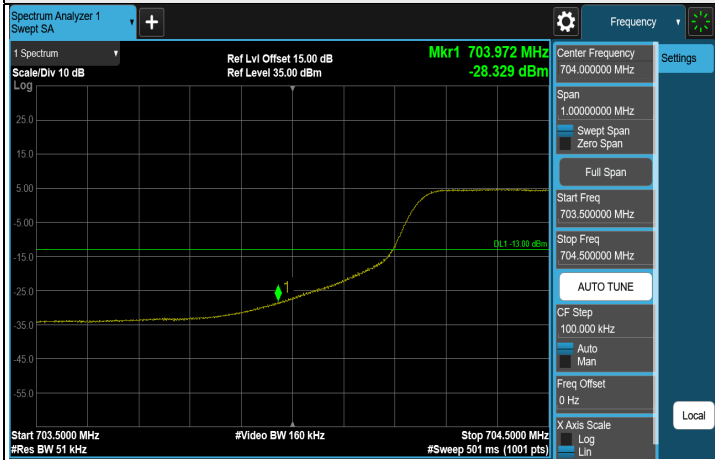 Spectrum Analyzer 1
Swept SA
+
Frequency
1 Spectrum
Scale/Div 10 dB
Ref Lvl Offset 15.00 dB
Ref Level 35.00 dBm
Mkr1 703.972 MHz
-28.329 dBm
Log
25.0
15.0
5.00
-5.00
-15.0
-25.0
-35.0
-45.0
-55.0
DL1 -13.00 dBm
1
Start 703.5000 MHz
#Res BW 51 kHz
#Video BW 160 kHz
Stop 704.5000 MHz
#Sweep 501 ms (1001 pts)
Center Frequency
704.000000 MHz
Span
1.00000000 MHz
Swept Span
Zero Span
Full Span
Start Freq
703.500000 MHz
Stop Freq
704.500000 MHz
AUTO TUNE
CF Step
100.000 kHz
Auto
Man
Freq Offset
0 Hz
X Axis Scale
Log
Lin
Settings
Local